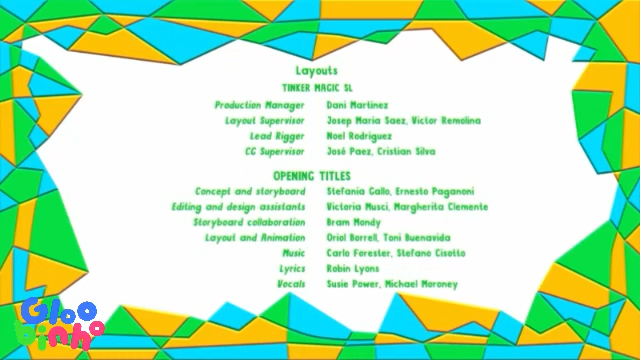 Layouts
TINKER MAGIC SL
Production Manager Dani Martinez
Layout Supervisor Josep Maria Saez, Victor Remolina
Lead Rigger Noel Rodriguez
CG Supervisor José Paez, Cristian Silva
OPENING TITLES
Concept and storyboard Stefania Gallo, Ernesto Paganoni
Editing and design assistants Victoria Musci, Margherita Clemente
Storyboard collaboration Bram Mondy
Layout and Animation Oriol Borrell, Toni Buenavida
Music Carlo Forester, Stefano Cisotto
Lyrics Robin Lyons
Vocals Susie Power, Michael Moroney
Gloo
binho